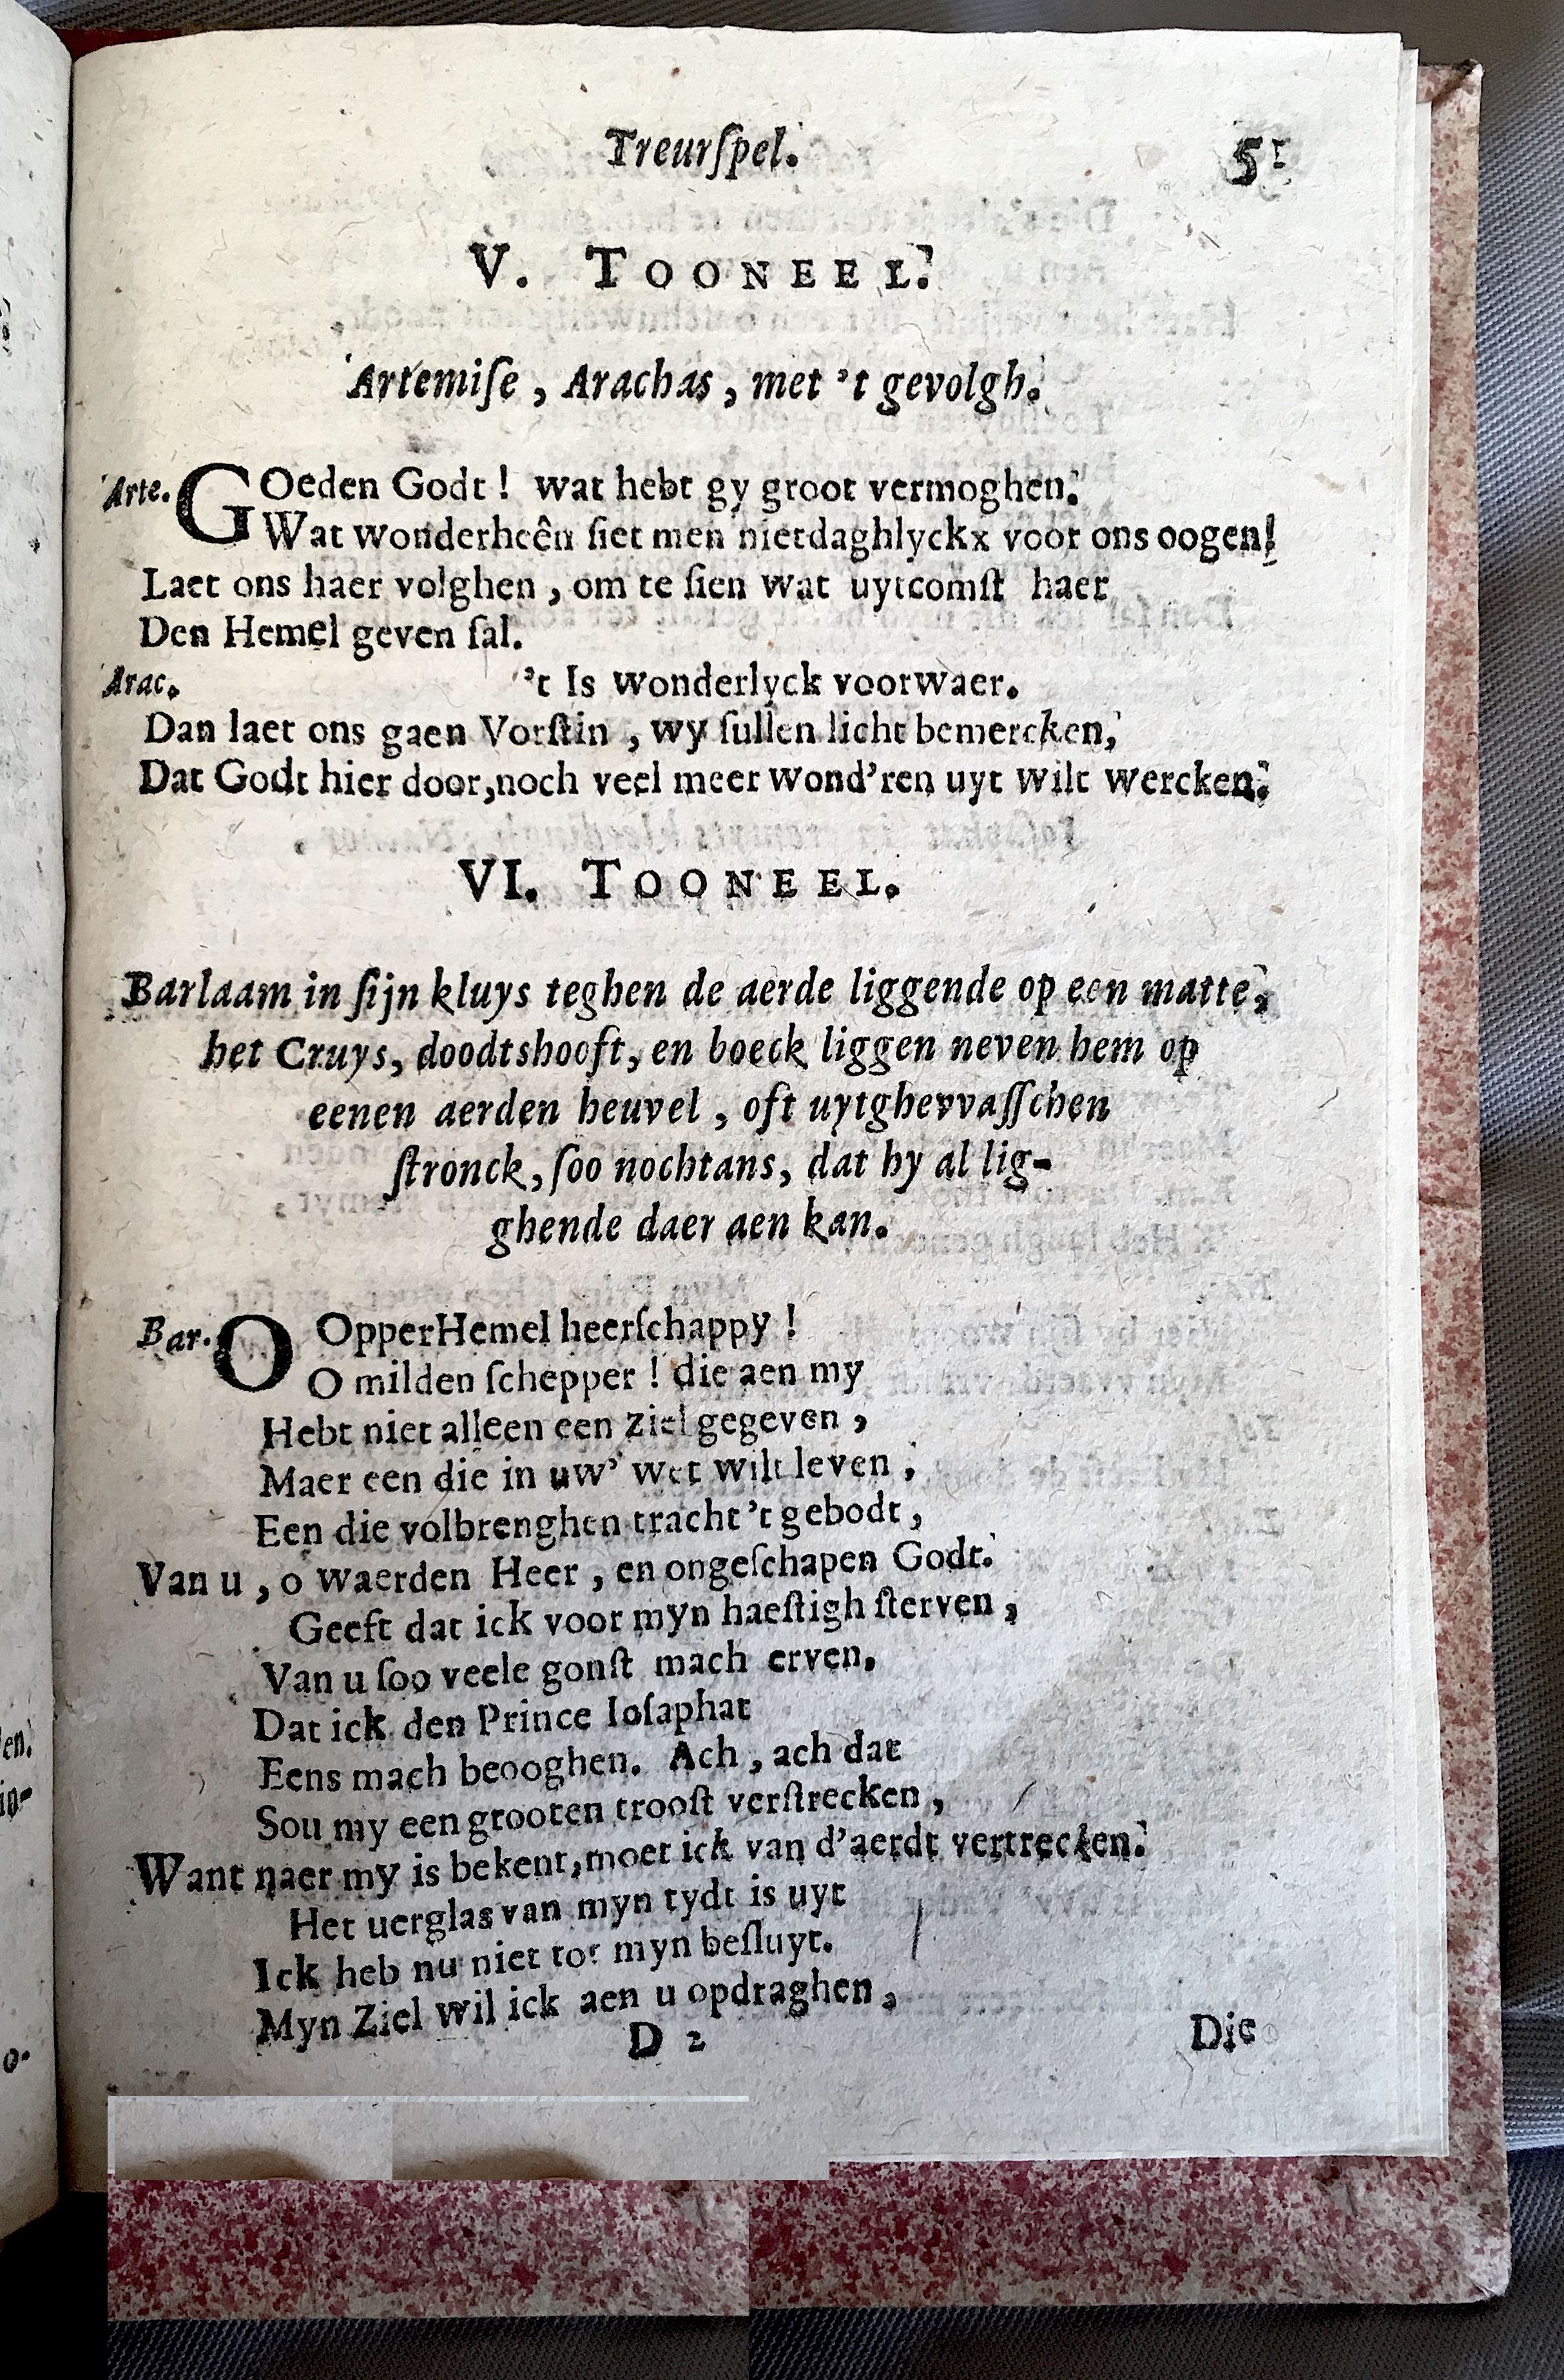 Treurſpel. 51
V. TOONEEL.
Artemiſe, Arachas, met 't gevolgh.
Arte. GOeden Godt! wat hebt gy groot vermoghen.
Wat wonderheên ſiet men niet daghlyckx voor ons oogen!
Laet ons haer volghen, om te ſien wat uytcomſt haer
Den Hemel geven ſal.
Arac. 't Is wonderlyck voorwaer.
Dan laet ons gaen Vorſtin, wy ſullen licht bemercken,
Dat Godt hier door, noch veel meer wond'ren uyt wilt wercken.
VI. TOONEEL.
Barlaam in ſijn kluys teghen de aerde liggende op een matte,
het Cruys, doodtshooft, en boeck liggen neven hem op
eenen aerden heuvel, oft uytghevvaſſchen
ſtronck, ſoo nochtans, dat hy al lig-
ghende daer aen kan.
Bar. O OpperHemel heerſchappy!
O milden ſchepper! die aen my
Hebt niet alleen een ziel gegeven,
Maer een die in uw' wet wilt leven,
Een die volbrenghen tracht 't gebodt,
Van u, o waerden Heer, en ongeſchapen Godt.
Geeft dat ick voor myn haeſtigh ſterven,
Van u ſoo veele gonſt mach erven.
Dat ick den Prince Ioſaphat
Eens mach beooghen. Ach, ach dat
Sou my een grooten trooſt verſtrecken,
Want naer my is bekent, moet ick van d'aerdt vertrecken.
Het uerglas van myn tydt is uyt
Ick heb nu niet tot myn beſluyt.
Myn Ziel wil ick aen u opdraghen,
D 2 Die